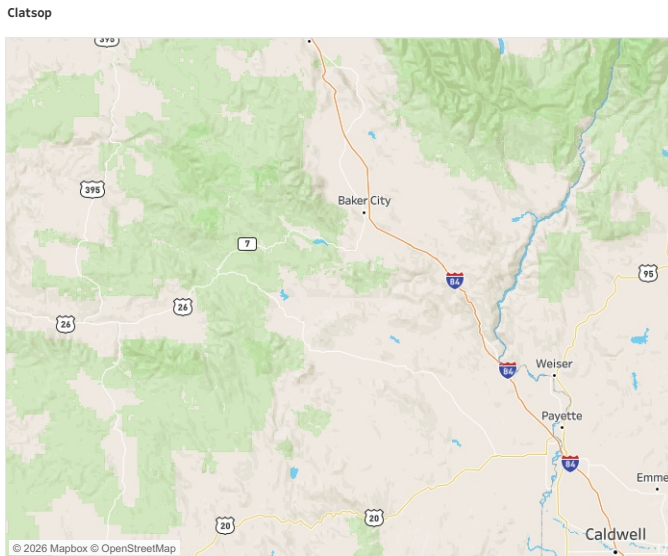 Clatsop
395
395
Baker City
7
84
95
26
26
84
Weiser
Payette
84
Emme
20
20
Caldwell
© 2026 Mapbox © OpenStreetMap